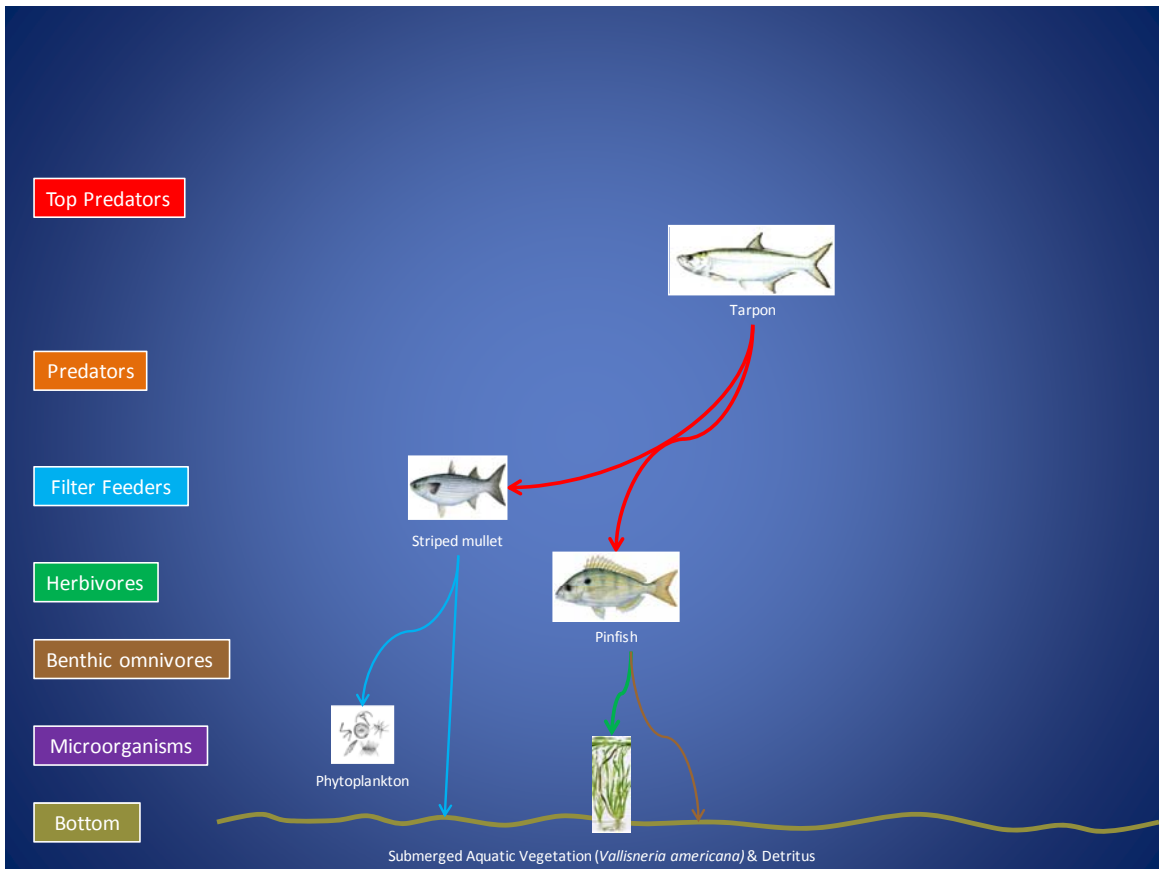 Top Predators
Tarpon
Predators
Filter Feeders
Striped mullet
Herbivores
Pinfish
Benthic omnivores
Microorganisms
Phytoplankton
Bottom
Submerged Aquatic Vegetation (Vallisneria americana) & Detritus